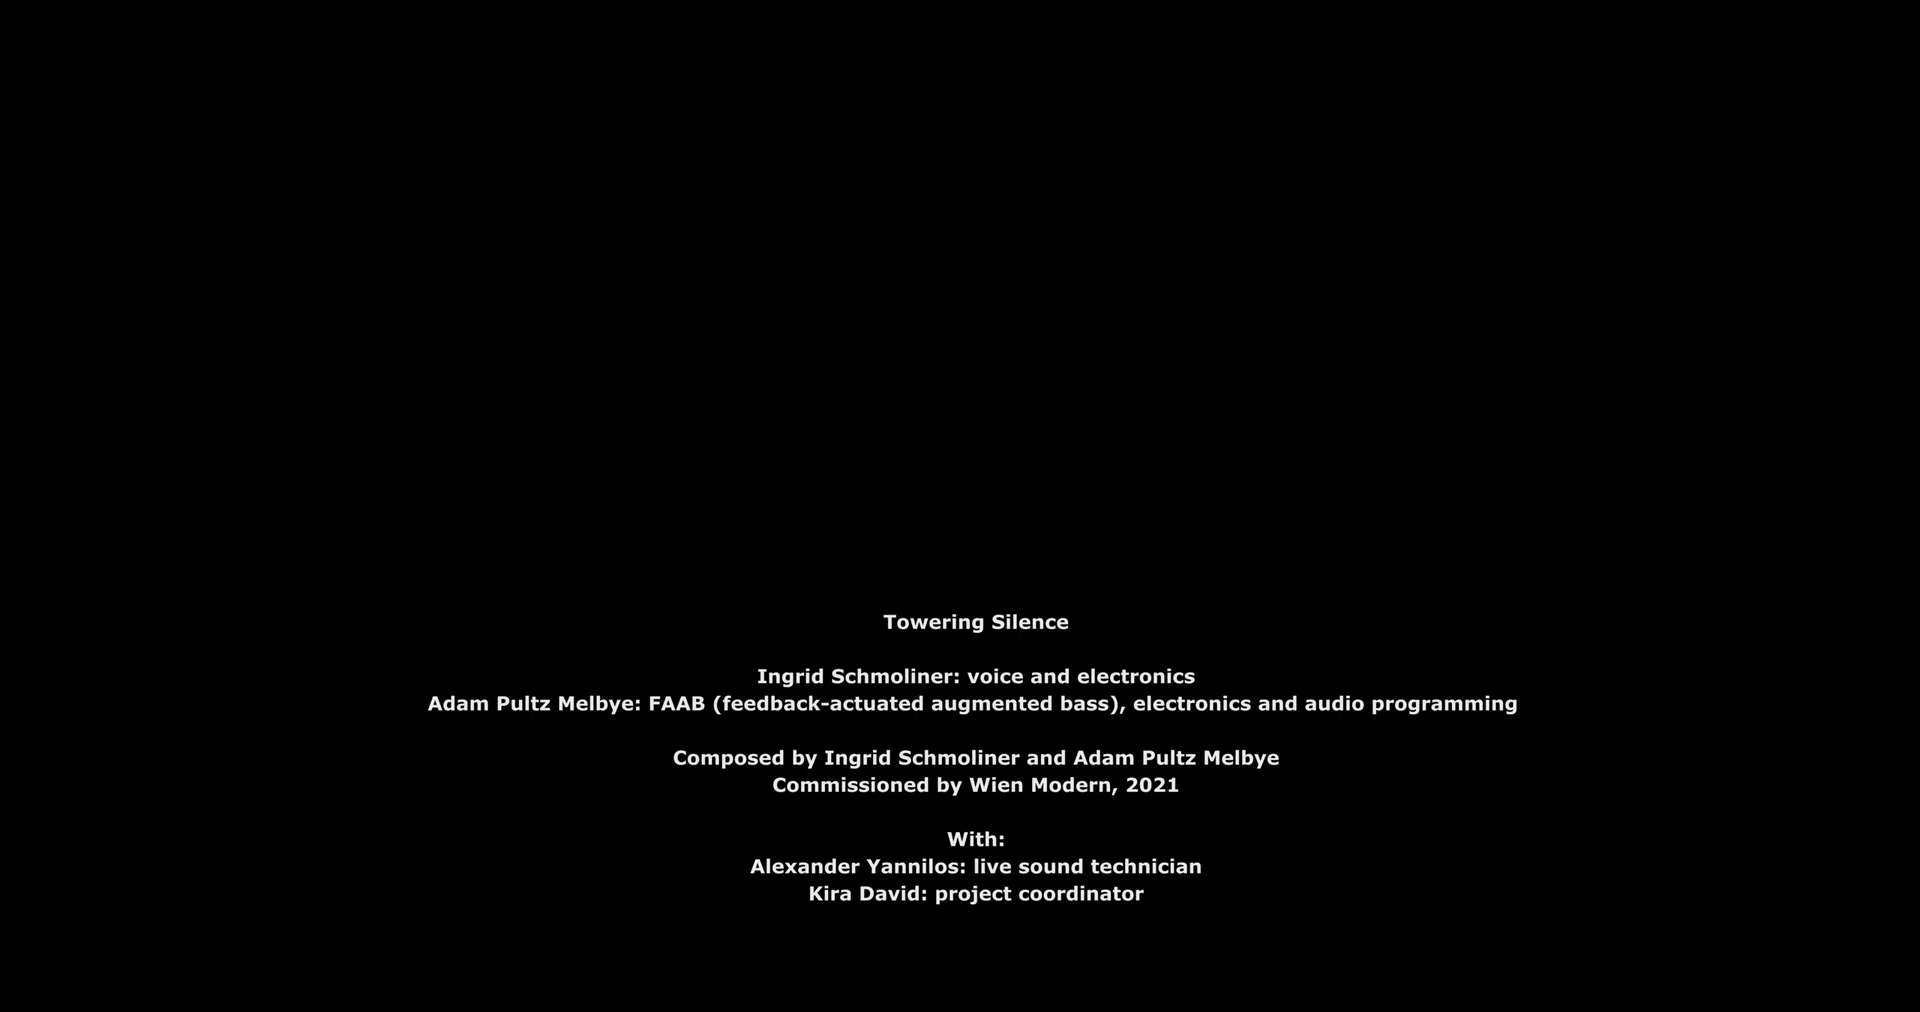 Towering Silence
Ingrid Schmoliner: voice and electronics
Adam Pultz Melbye: FAAB (feedback-actuated augmented bass), electronics and audio programming
Composed by Ingrid Schmoliner and Adam Pultz Melbye
Commissioned by Wien Modern, 2021
With:
Alexander Yannilos: live sound technician
Kira David: project coordinator